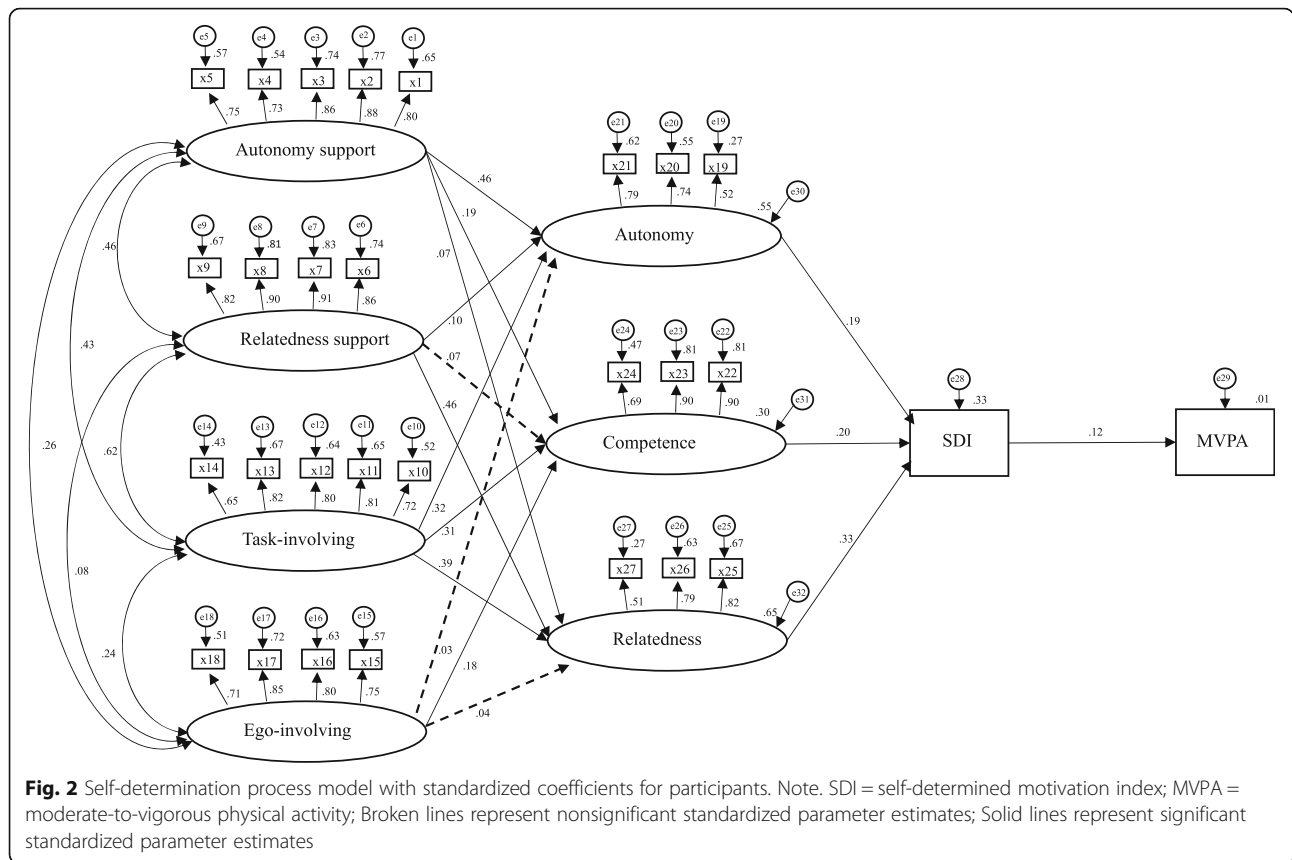 e5 e4 e3 e2 e1
.57 .54 .74 .77 .65
x5 x4 x3 x2 x1
.75 .73 .86 .88 .80
Autonomy support
e9 e8 e7 e6
.67 .81 .83 .74
x9 x8 x7 x6
.82 .90 .91 .86
Relatedness support
e14 e13 e12 e11 e10
.43 .67 .64 .65 .52
x14 x13 x12 x11 x10
.65 .82 .80 .81 .72
Task-involving
e18 e17 e16 e15
.51 .72 .63 .57
x18 x17 x16 x15
.71 .85 .80 .75
Ego-involving
.46
.43
.26
.62
.08
.24
.46
.19
.07
.10
.07
.46
.32
.31
.39
.03
.18
.04
e21 e20 e19
.62 .55 .27
x21 x20 x19
.79 .74 .52
e30
.55
Autonomy
e24 e23 e22
.47 .81 .81
x24 x23 x22
.69 .90 .90
e31
.30
Competence
e27 e26 e25
.27 .63 .67
x27 x26 x25
.51 .79 .82
e32
.65
Relatedness
.19
.20
.33
e28
.33
SDI
.12
e29
.01
MVPA
Fig. 2 Self-determination process model with standardized coefficients for participants. Note. SDI = self-determined motivation index; MVPA =
moderate-to-vigorous physical activity; Broken lines represent nonsignificant standardized parameter estimates; Solid lines represent significant
standardized parameter estimates